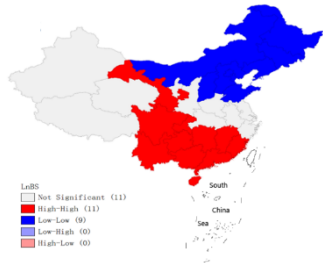 South
China
Sea
LnBS
Not Significant (11)
High-High (11)
Low-Low (9)
Low-High (0)
High-Low (0)